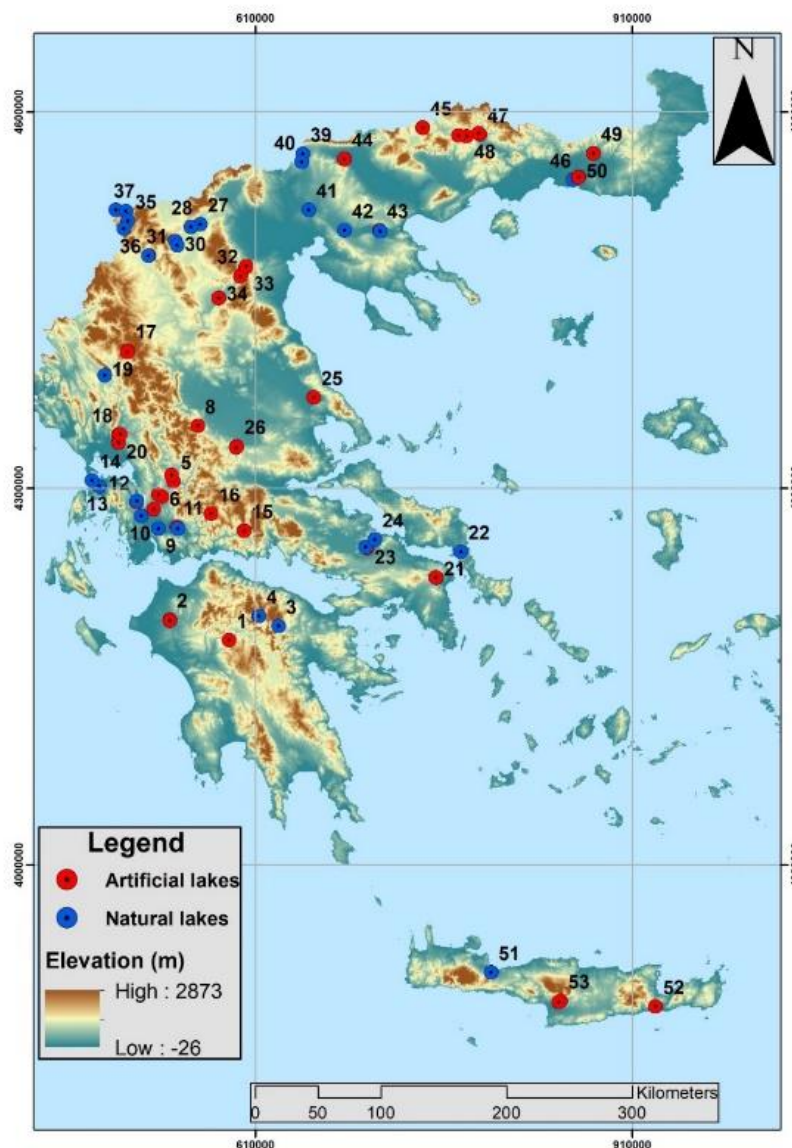 610000 910000
N
4600000
45 47
48 49
40 39 44
46 50
37 35 41
28 27 42 43
31 30
36
32
33
34
17
19 25
18 8
20 26
14
4300000
5
12 13
6 11 16 15
10 9
24 22
23
21
2 4
1 3
4000000
Legend
Artificial lakes
Natural lakes
Elevation (m)
High : 2873
Low : -26
51
53 52
Kilometers
0 50 100 200 300
610000 910000